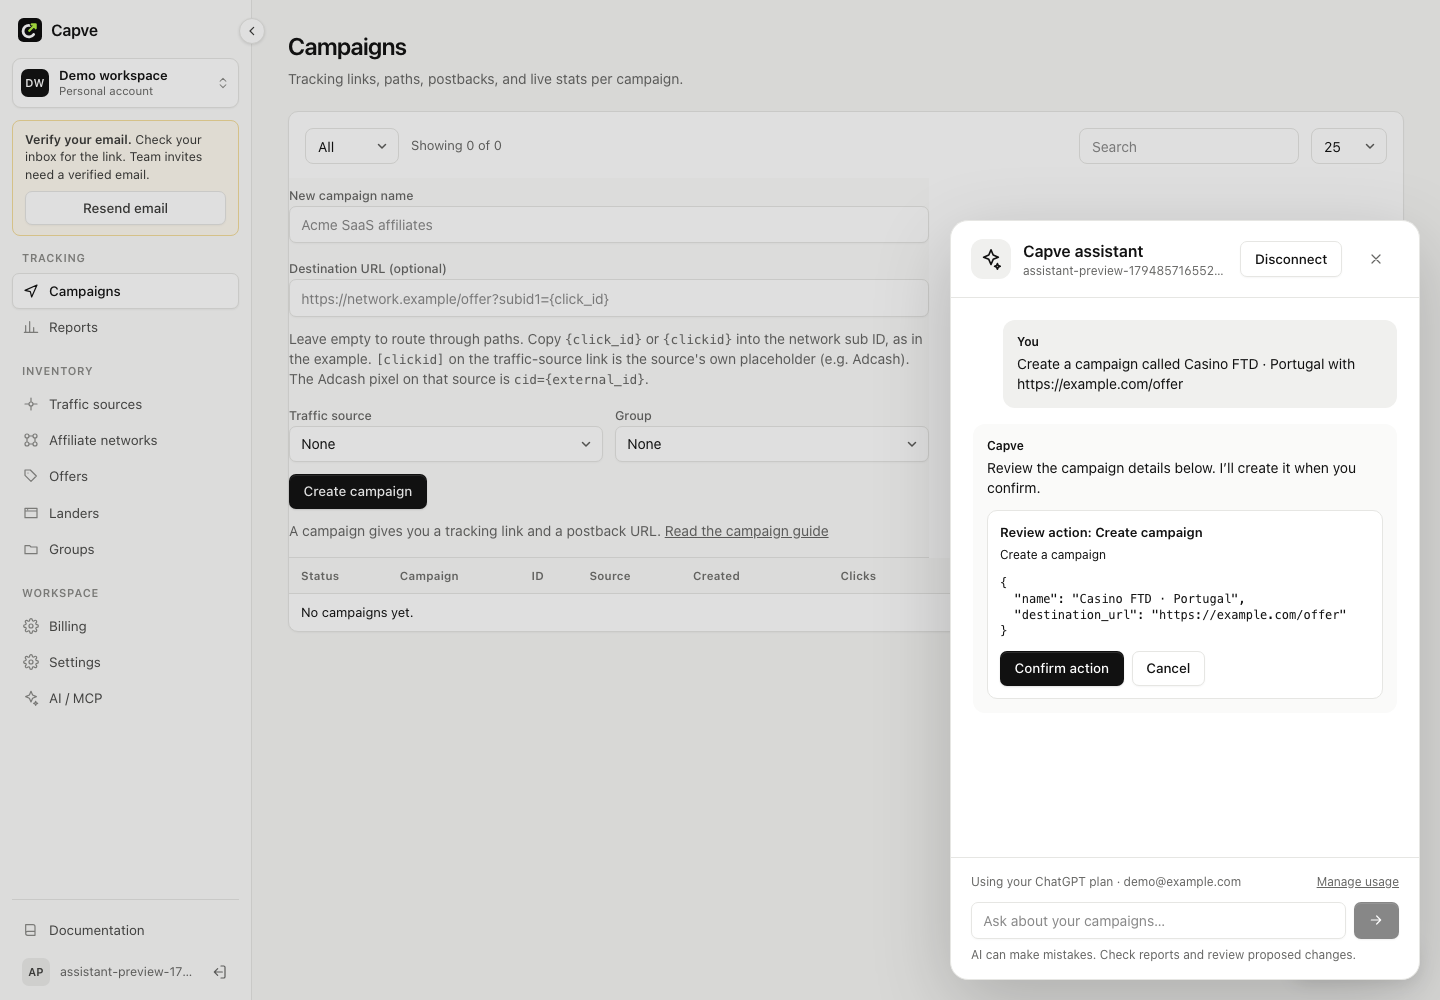 Capve
DW
Demo workspace
Personal account
Verify your email. Check your
inbox for the link. Team invites
need a verified email.
Resend email
TRACKING
Campaigns
Reports
INVENTORY
Traffic sources
Affiliate networks
Offers
Landers
Groups
WORKSPACE
Billing
Settings
AI / MCP
Documentation
AP
assistant-preview-17...
Campaigns
Tracking links, paths, postbacks, and live stats per campaign.
All
Showing 0 of 0
Search
25
New campaign name
Acme SaaS affiliates
Destination URL (optional)
https://network.example/offer?subid1={click_id}
Leave empty to route through paths. Copy {click_id} or {clickid} into the network sub ID, as in
the example. [clickid] on the traffic-source link is the source's own placeholder (e.g. Adcash).
The Adcash pixel on that source is cid={external_id}.
Traffic source
Group
None
None
Create campaign
A campaign gives you a tracking link and a postback URL. Read the campaign guide
Status Campaign ID Source Created Clicks
No campaigns yet.
Capve assistant
assistant-preview-179485716552...
Disconnect
You
Create a campaign called Casino FTD · Portugal with
https://example.com/offer
Capve
Review the campaign details below. I’ll create it when you
confirm.
Review action: Create campaign
Create a campaign
{
"name": "Casino FTD · Portugal",
"destination_url": "https://example.com/offer"
}
Confirm action
Cancel
Using your ChatGPT plan · demo@example.com
Manage usage
Ask about your campaigns...
AI can make mistakes. Check reports and review proposed changes.